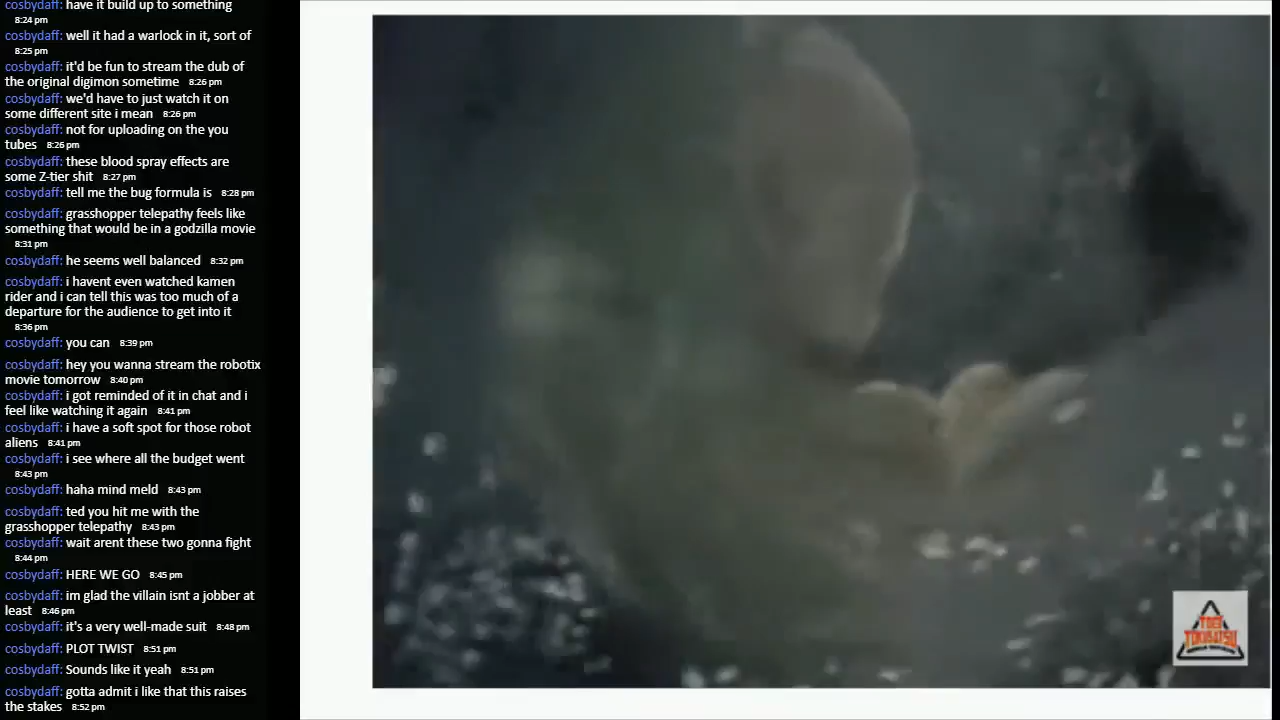 cosbydaff: have it build up to something
8:24 pm
cosbydaff: well it had a warlock in it, sort of
8:25 pm
cosbydaff: it'd be fun to stream the dub of
the original digimon sometime 8:26 pm
cosbydaff: we'd have to just watch it on
some different site i mean 8:26 pm
cosbydaff: not for uploading on the you
tubes 8:26 pm
cosbydaff: these blood spray effects are
some Z-tier shit 8:27 pm
cosbydaff: tell me the bug formula is 8:28 pm
cosbydaff: grasshopper telepathy feels like
something that would be in a godzilla movie
8:31 pm
cosbydaff: he seems well balanced 8:32 pm
cosbydaff: i havent even watched kamen
rider and i can tell this was too much of a
departure for the audience to get into it
8:36 pm
cosbydaff: you can 8:39 pm
cosbydaff: hey you wanna stream the robotix
movie tomorrow 8:40 pm
cosbydaff: i got reminded of it in chat and i
feel like watching it again 8:41 pm
cosbydaff: i have a soft spot for those robot
aliens 8:41 pm
cosbydaff: i see where all the budget went
8:43 pm
cosbydaff: haha mind meld 8:43 pm
cosbydaff: ted you hit me with the
grasshopper telepathy 8:43 pm
cosbydaff: wait arent these two gonna fight
8:44 pm
cosbydaff: HERE WE GO 8:45 pm
cosbydaff: im glad the villain isnt a jobber at
least 8:46 pm
cosbydaff: it's a very well-made suit 8:48 pm
cosbydaff: PLOT TWIST 8:51 pm
cosbydaff: Sounds like it yeah 8:51 pm
cosbydaff: gotta admit i like that this raises
the stakes 8:52 pm
TOEI
TOKUSATSU